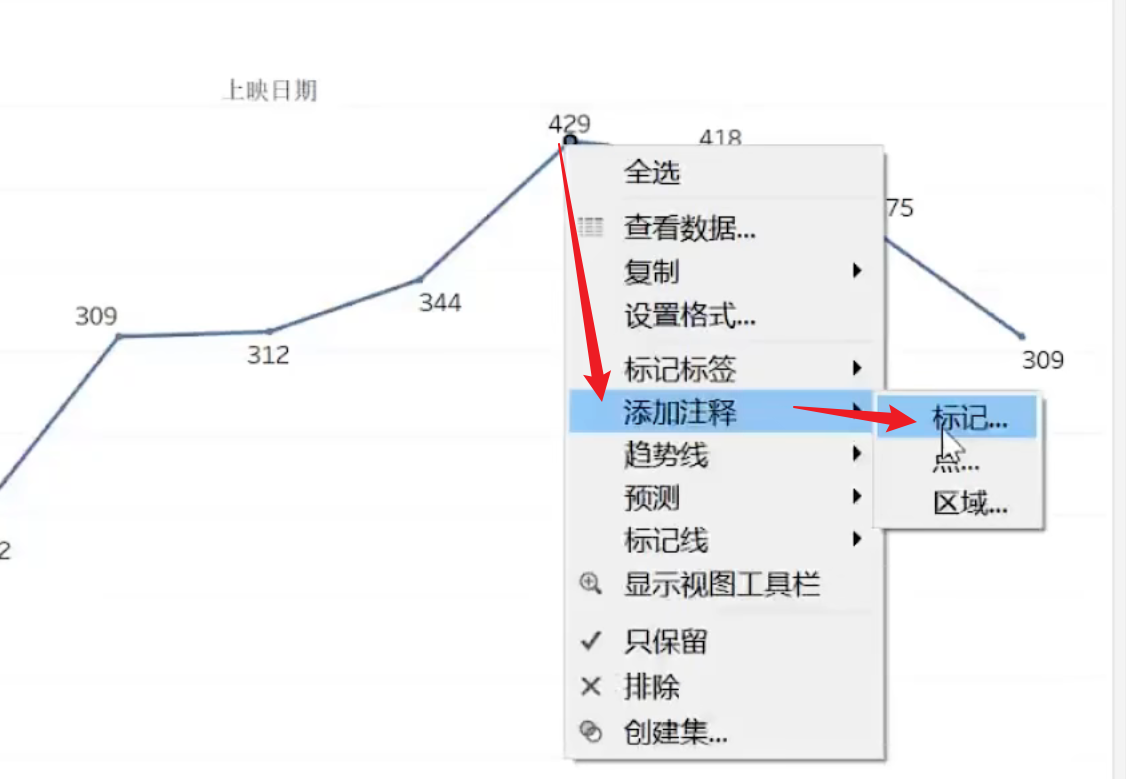 上映日期
429
418
全选
75
查看数据...
复制
设置格式...
309
344
312
309
标记标签
添加注释
标记...
趋势线
点...
预测
区域...
标记线
2
显示视图工具栏
只保留
排除
创建集...